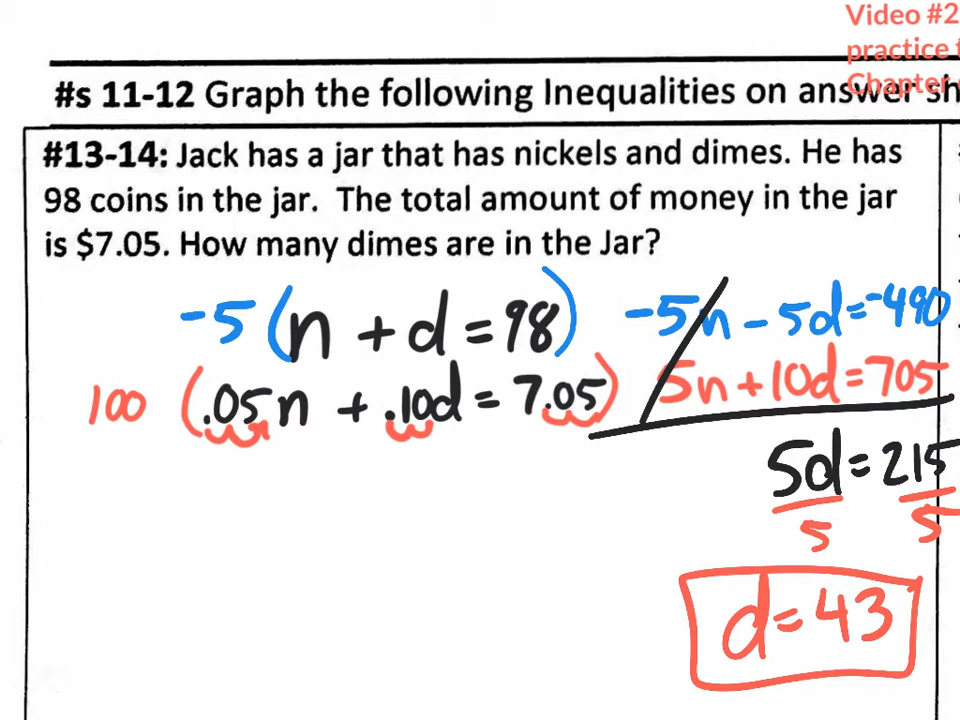 Video #2
practice
Chapter
#s 11-12 Graph the following Inequalities on answer sh
#13-14: Jack has a jar that has nickels and dimes. He has
98 coins in the jar. The total amount of money in the jar
is $7.05. How many dimes are in the Jar?
-5(n + d = 98)
100 (.05n + .10d = 7.05)
-5n - 5d = -490
5n + 10d = 705
5d = 215
5 5
d = 43